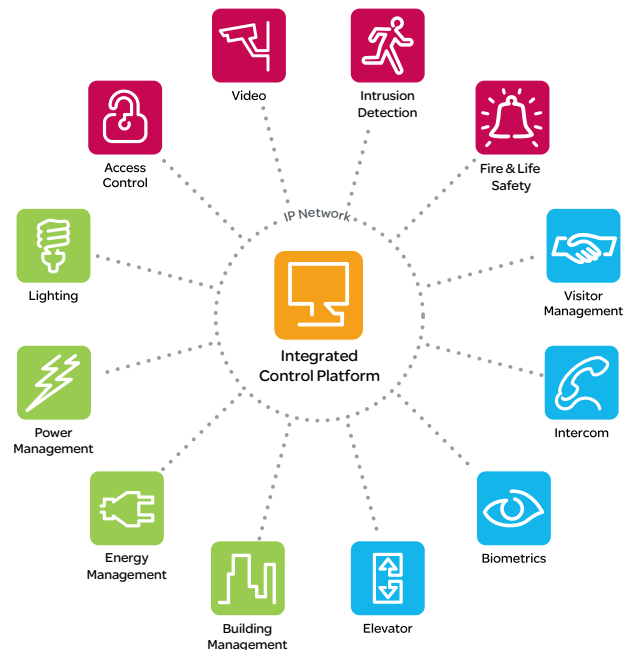 Video
Intrusion
Detection
Access
Control
Fire & Life
Safety
IP Network
Lighting
Visitor
Management
Integrated
Control Platform
Power
Management
Intercom
Energy
Management
Biometrics
Building
Management
Elevator